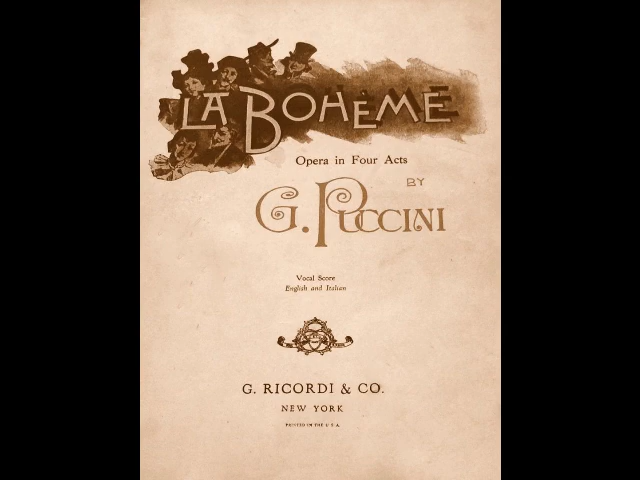 LA BOHÈME
Opera in Four Acts
BY
G. PUCCINI
Vocal Score
English and Italian
G. RICORDI & CO.
NEW YORK
PRINTED IN THE U.S.A.